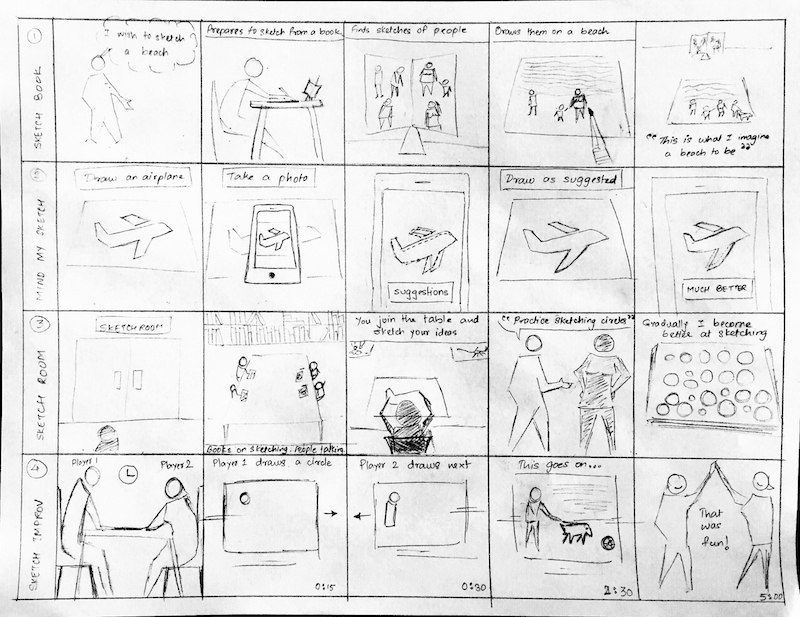 1
SKETCH BOOK
I wish to sketch
a beach
Prepares to sketch from a book
Finds sketches of people
Draws them on a beach
"This is what I imagine
a beach to be"
2
MIND MY SKETCH
Draw an airplane
Take a photo
suggestions
Draw as suggested
MUCH BETTER
3
SKETCH ROOM
SKETCH ROOM
Books on sketching. People talking.
You join the table and
sketch your ideas
"Practice sketching circles"
Gradually I become
better at sketching
4
SKETCH IMPROV
Player 1
Player 2
Player 1 draws a circle
0:15
Player 2 draws next
0:30
This goes on...
2:30
That
was
fun!
5:00